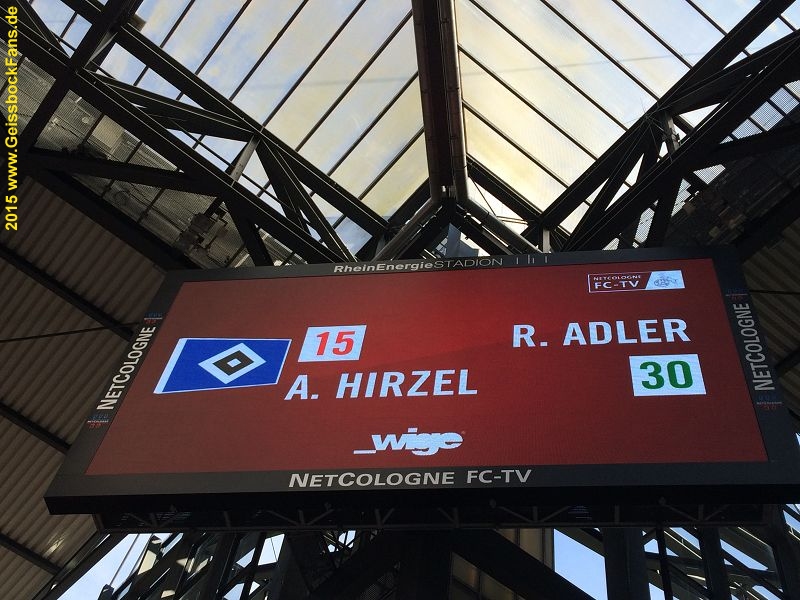 2015 www.GeissbockFans.de
RheinEnergieSTADION
NETCOLOGNE
FC-TV
15
R. ADLER
A. HIRZEL
30
_wige
NETCOLOGNE
NETCOLOGNE
NETCOLOGNE FC-TV